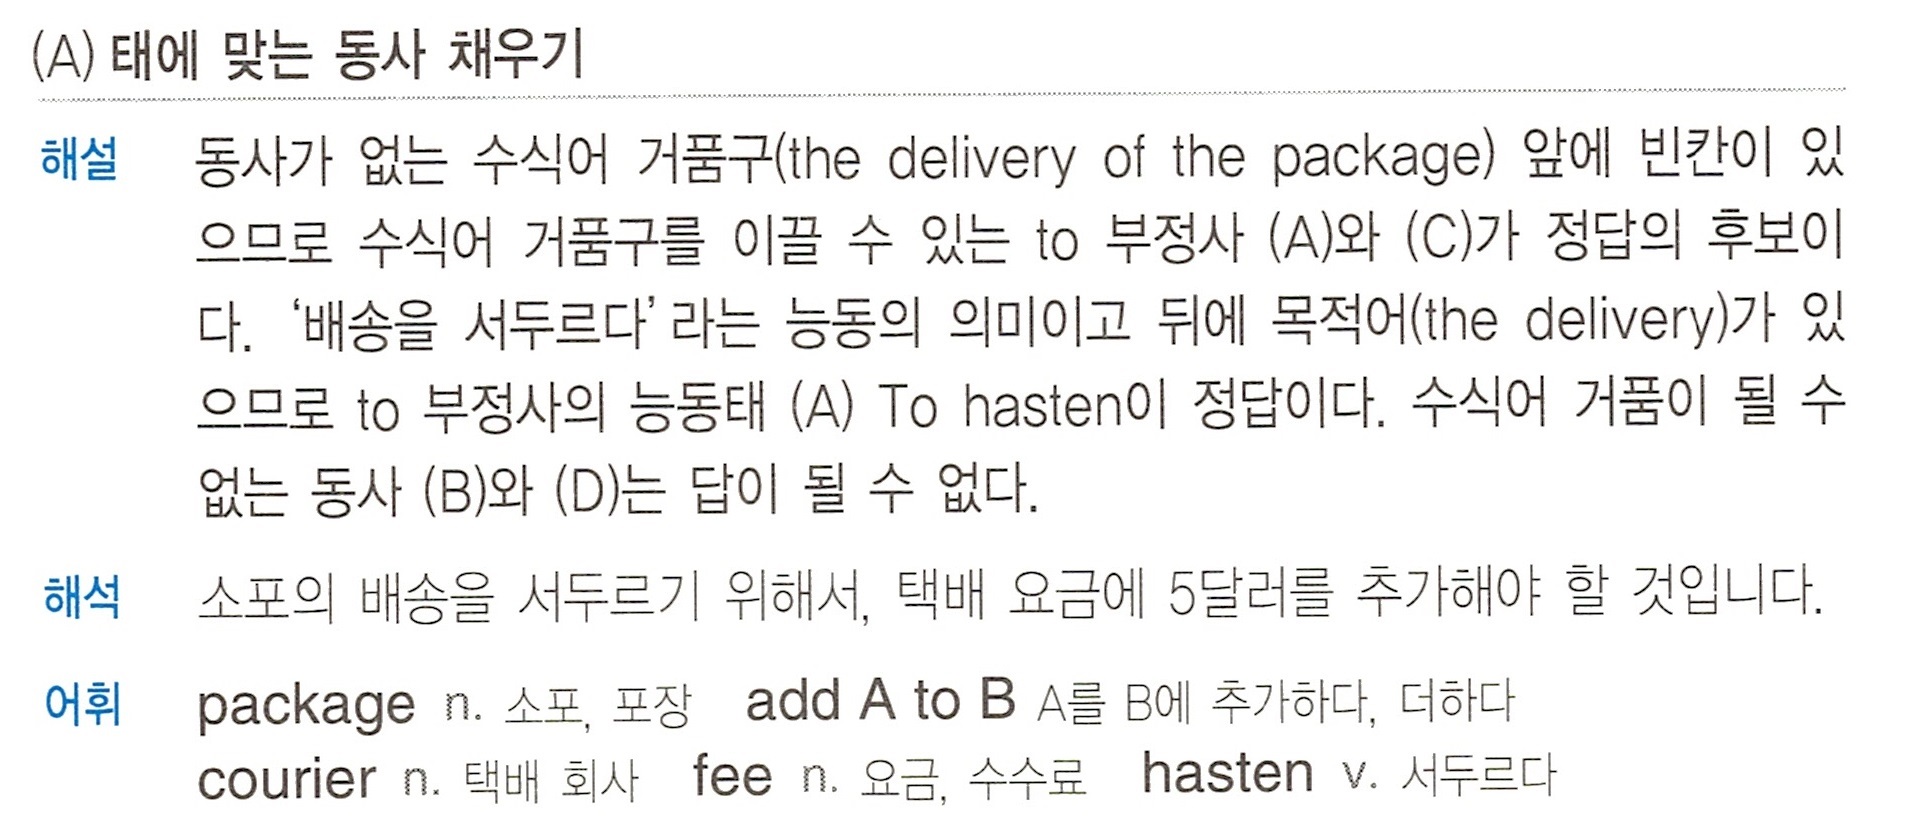 (A) 태에 맞는 동사 채우기
해설 동사가 없는 수식어 거품구(the delivery of the package) 앞에 빈칸이 있
으므로 수식어 거품구를 이끌 수 있는 to 부정사 (A)와 (C)가 정답의 후보이
다. ‘배송을 서두르다’라는 능동의 의미이고 뒤에 목적어(the delivery)가 있
으므로 to 부정사의 능동태 (A) To hasten이 정답이다. 수식어 거품이 될 수
없는 동사 (B)와 (D)는 답이 될 수 없다.
해석 소포의 배송을 서두르기 위해서, 택배 요금에 5달러를 추가해야 할 것입니다.
어휘 package n. 소포, 포장 add A to B A를 B에 추가하다, 더하다
courier n. 택배 회사 fee n. 요금, 수수료 hasten v. 서두르다